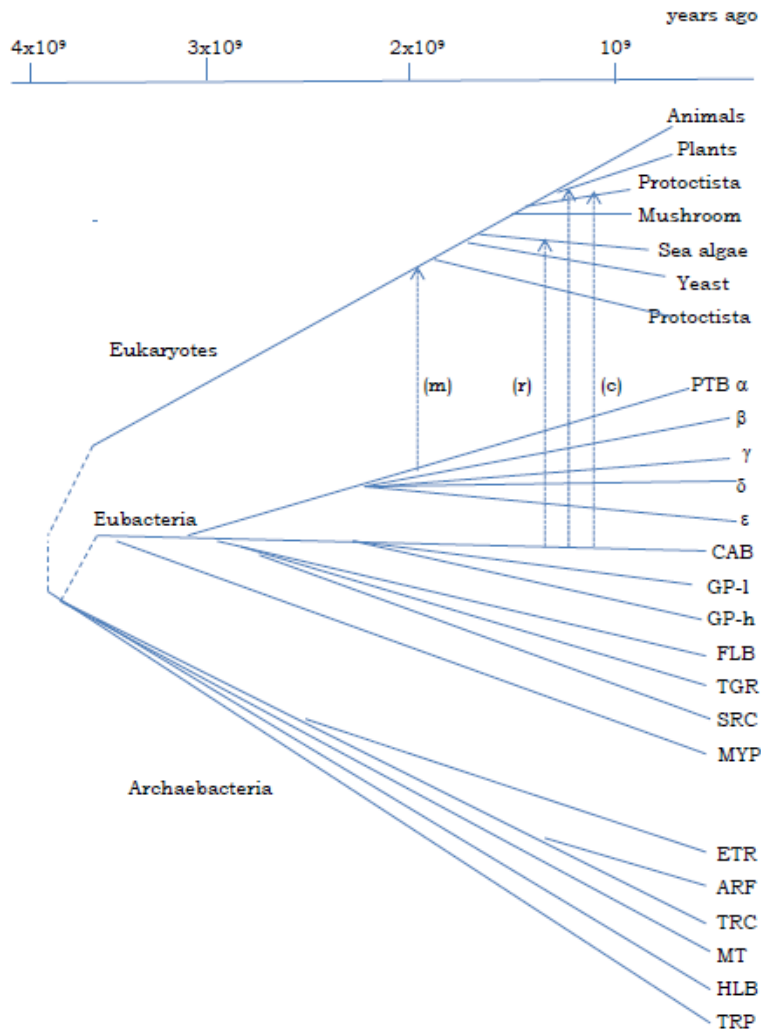 years ago
4x10⁹ 3x10⁹ 2x10⁹ 10⁹
Animals
Plants
Protoctista
Mushroom
Sea algae
Yeast
Protoctista
Eukaryotes
(m) (r) (c)
PTB α
β
γ
δ
ε
Eubacteria
CAB
GP-l
GP-h
FLB
TGR
SRC
MYP
Archaebacteria
ETR
ARF
TRC
MT
HLB
TRP